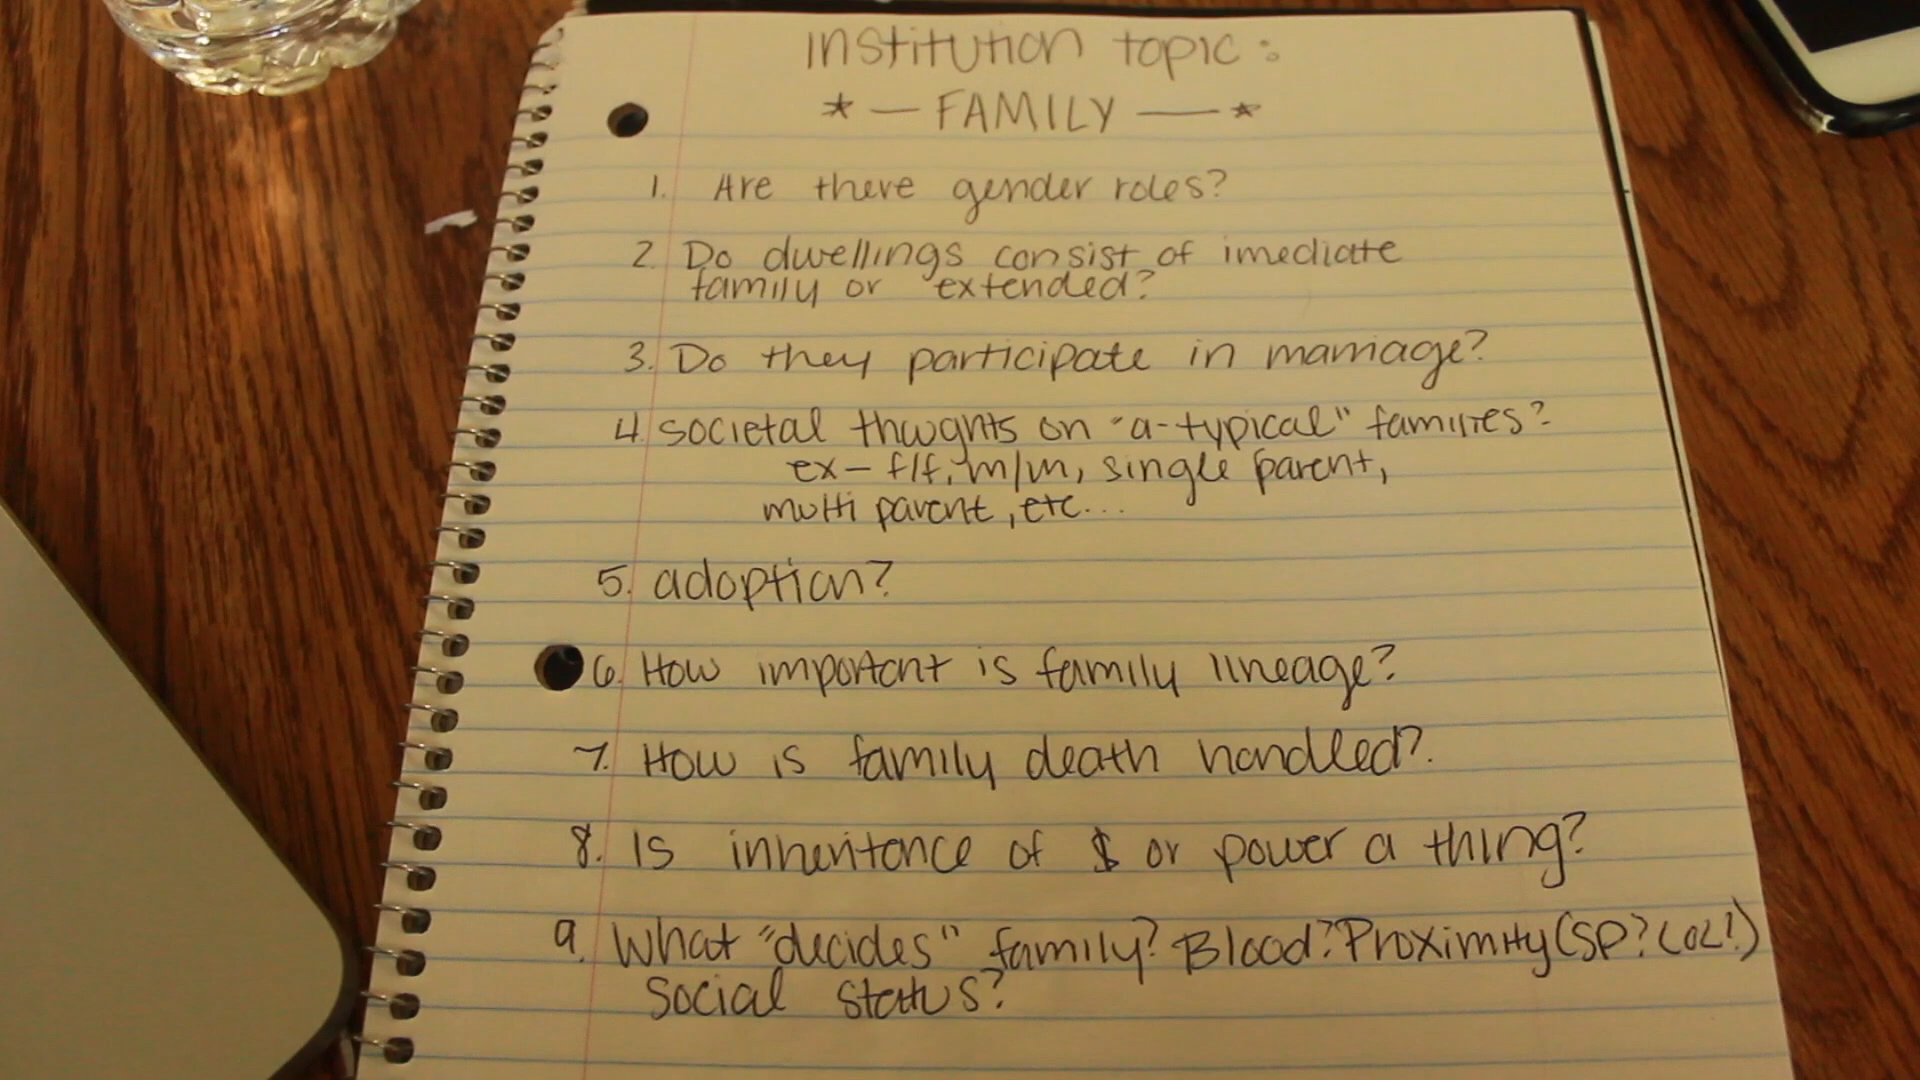 institution topic:
* — FAMILY — *
1. Are there gender roles?
2. Do dwellings consist of imediate
family or extended?
3. Do they participate in marriage?
4. societal thoughts on "a-typical" families?
ex- f/f, m/m, single parent,
multi parent, etc...
5. adoption?
6. How important is family lineage?
7. How is family death handled?
8. Is inheritance of $ or power a thing?
9. What "decides" family? Blood? Proximity (SP? LOL!)
social status?